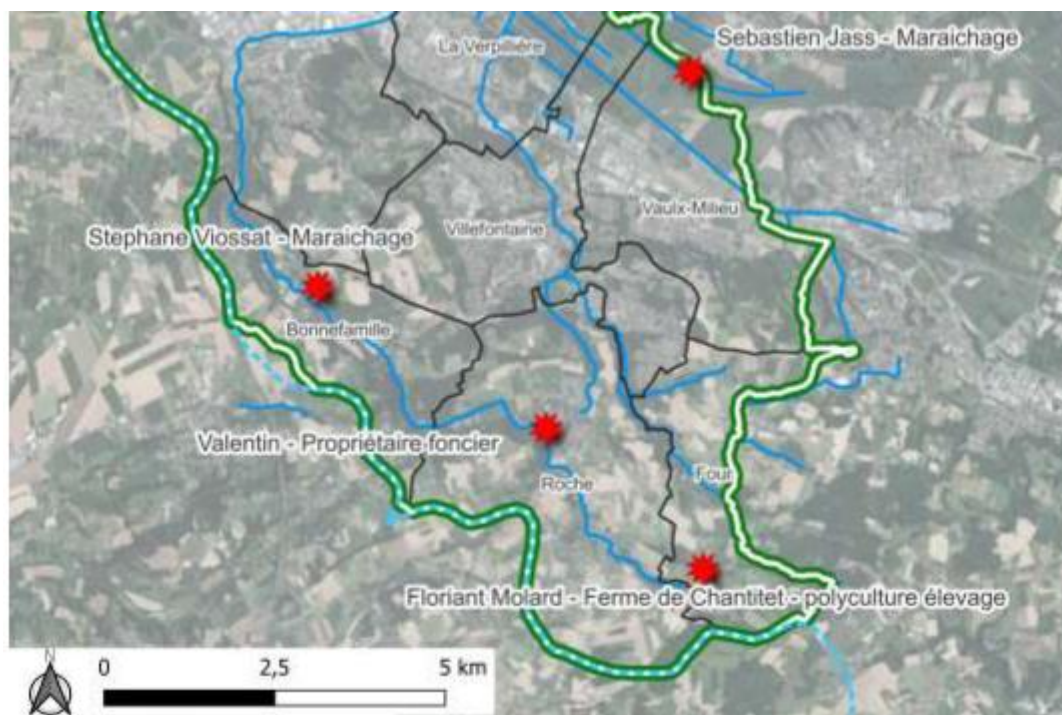 La Verpillière
Sebastien Jass - Maraichage
Vaulx-Milieu
Villefontaine
Stephane Viossat - Maraichage
Bonnefamille
Valentin - Propriétaire foncier
Roche
Four
Floriant Molard - Ferme de Chantitet - polyculture élevage
N
0 2,5 5 km